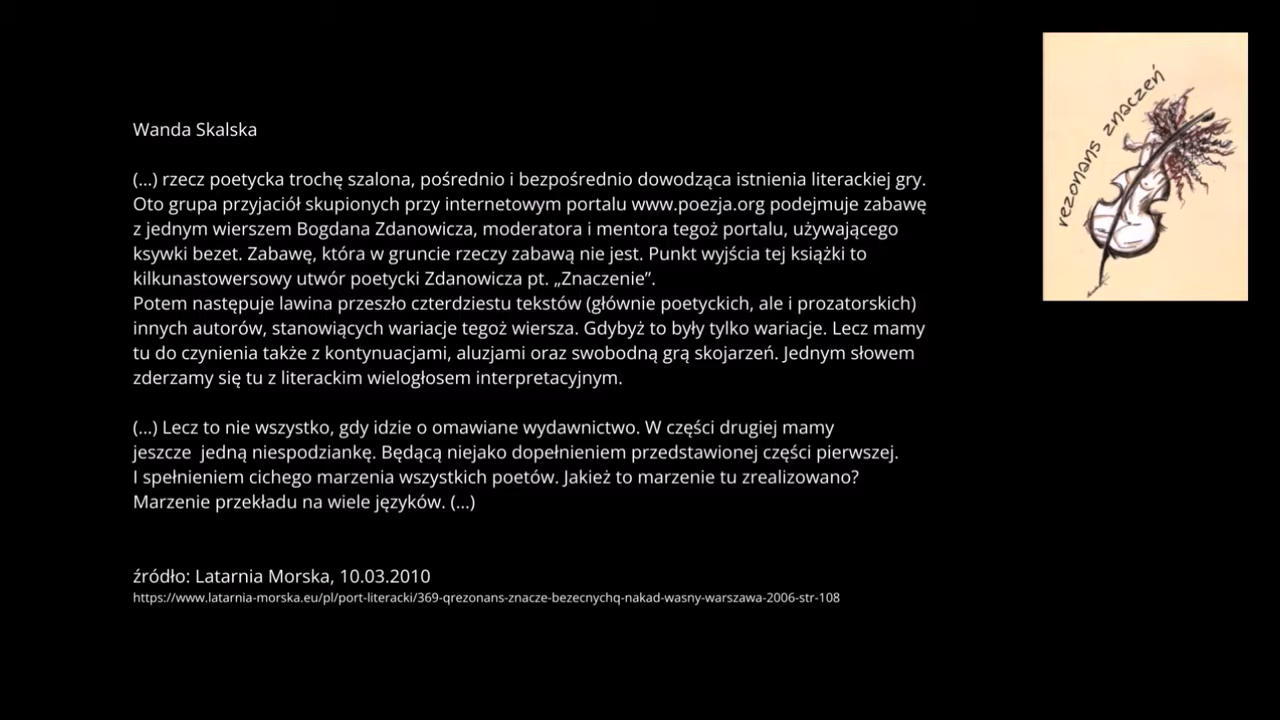 Wanda Skalska
(...) rzecz poetycka trochę szalona, pośrednio i bezpośrednio dowodząca istnienia literackiej gry.
Oto grupa przyjaciół skupionych przy internetowym portalu www.poezja.org podejmuje zabawę
z jednym wierszem Bogdana Zdanowicza, moderatora i mentora tegoż portalu, używającego
ksywki bezet. Zabawę, która w gruncie rzeczy zabawą nie jest. Punkt wyjścia tej książki to
kilkunastowersowy utwór poetycki Zdanowicza pt. „Znaczenie”.
Potem następuje lawina przeszło czterdziestu tekstów (głównie poetyckich, ale i prozatorskich)
innych autorów, stanowiących wariacje tegoż wiersza. Gdybyż to były tylko wariacje. Lecz mamy
tu do czynienia także z kontynuacjami, aluzjami oraz swobodną grą skojarzeń. Jednym słowem
zderzamy się tu z literackim wielogłosem interpretacyjnym.
(...) Lecz to nie wszystko, gdy idzie o omawiane wydawnictwo. W części drugiej mamy
jeszcze  jedną niespodziankę. Będącą niejako dopełnieniem przedstawionej części pierwszej.
I spełnieniem cichego marzenia wszystkich poetów. Jakież to marzenie tu zrealizowano?
Marzenie przekładu na wiele języków. (...)
źródło: Latarnia Morska, 10.03.2010
https://www.latarnia-morska.eu/pl/port-literacki/369-qrezonans-znacze-bezecnychq-nakad-wasny-warszawa-2006-str-108
rezonans znaczeń